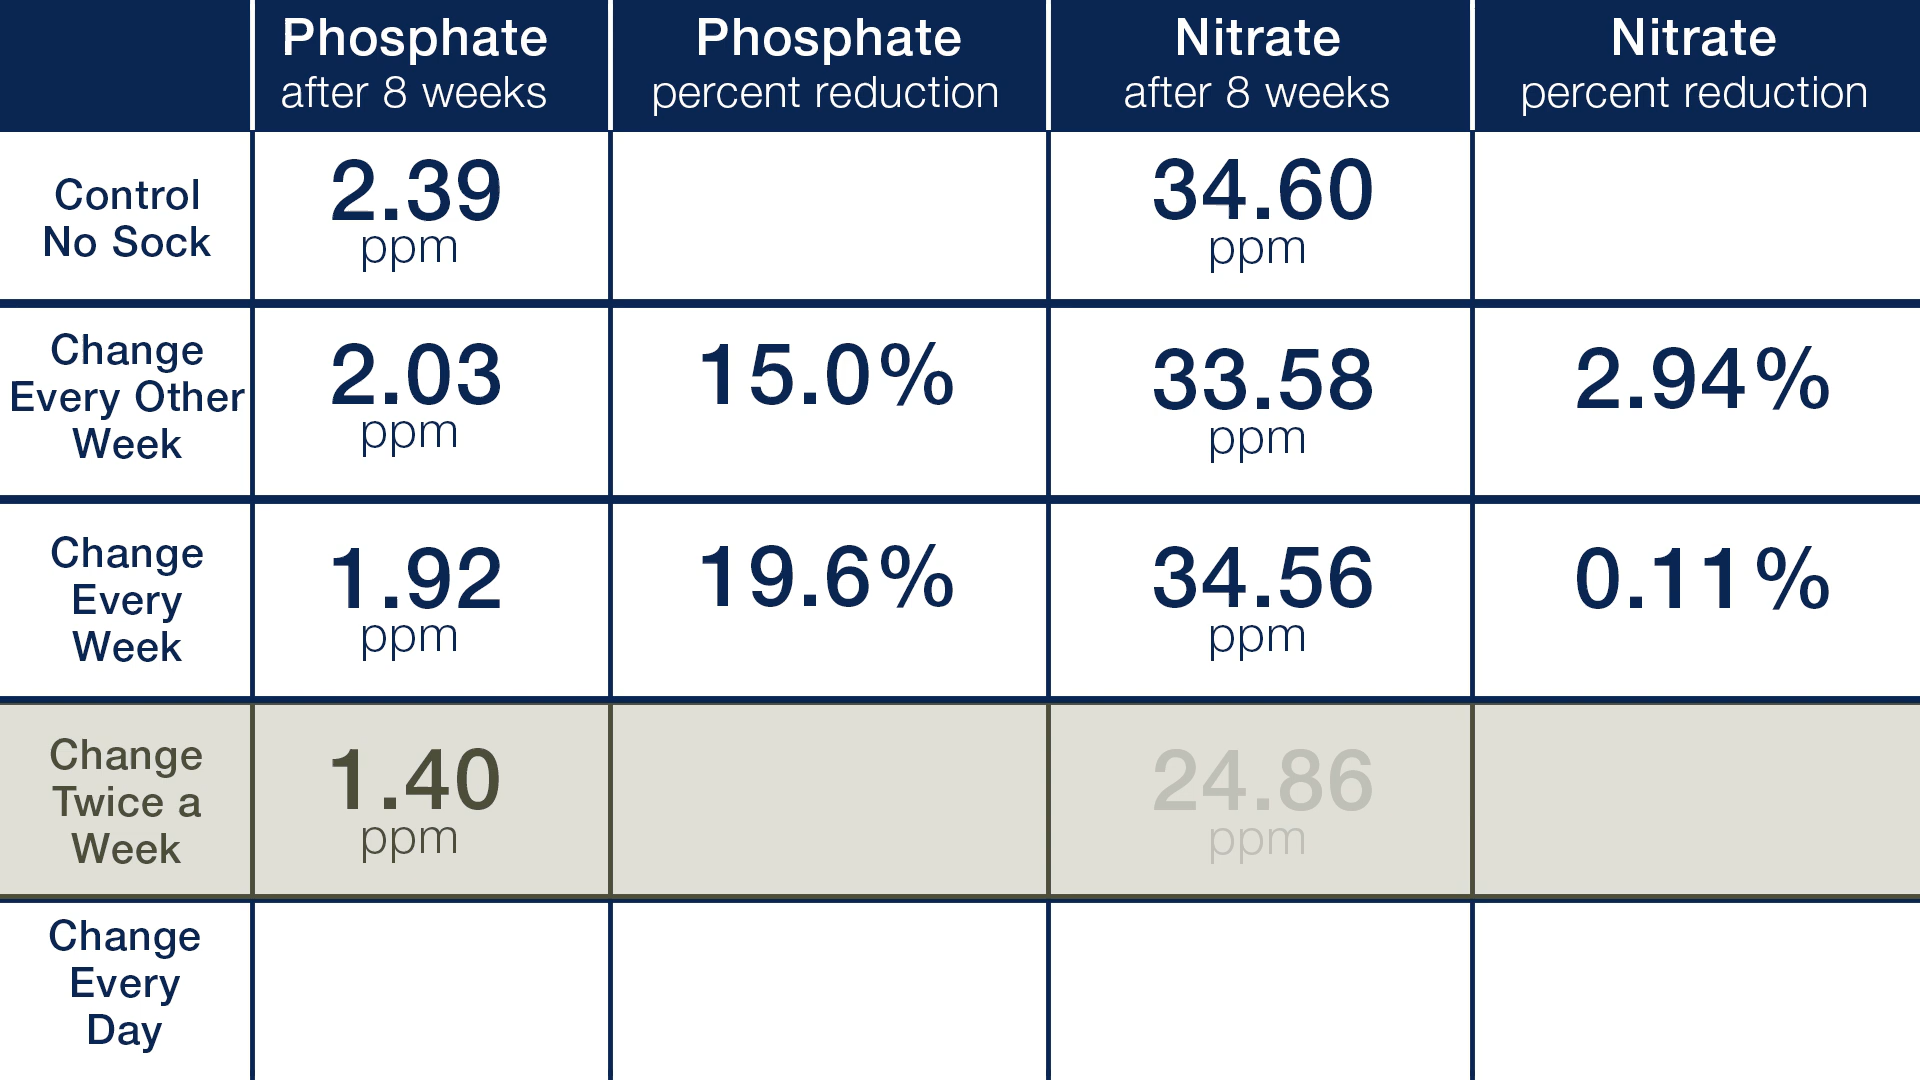 Phosphate
after 8 weeks
Phosphate
percent reduction
Nitrate
after 8 weeks
Nitrate
percent reduction
Control
No Sock
2.39
ppm
34.60
ppm
Change
Every Other
Week
2.03
ppm
15.0%
33.58
ppm
2.94%
Change
Every
Week
1.92
ppm
19.6%
34.56
ppm
0.11%
Change
Twice a
Week
1.40
ppm
24.86
ppm
Change
Every
Day